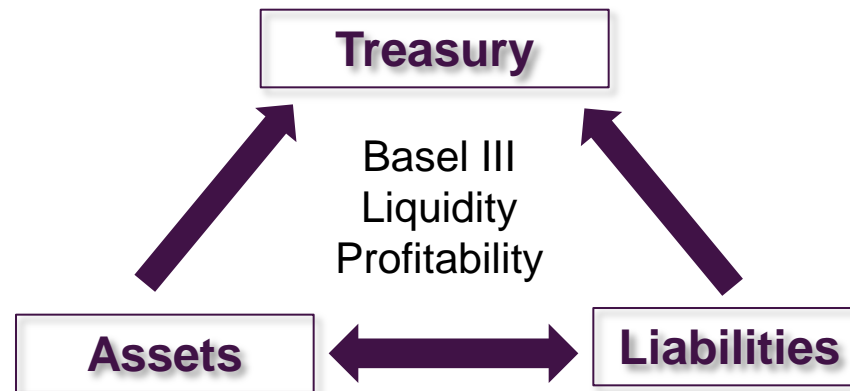 Treasury
Basel III
Liquidity
Profitability
Assets
Liabilities